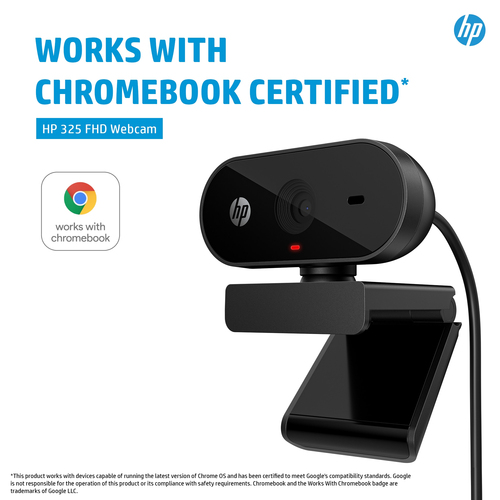 hp
WORKS WITH
CHROMEBOOK CERTIFIED*
HP 325 FHD Webcam
works with
chromebook
hp
*This product works with devices capable of running the latest version of Chrome OS and has been certified to meet Google's compatibility standards. Google
is not responsible for the operation of this product or its compliance with safety requirements. Chromebook and the Works With Chromebook badge are
trademarks of Google LLC.